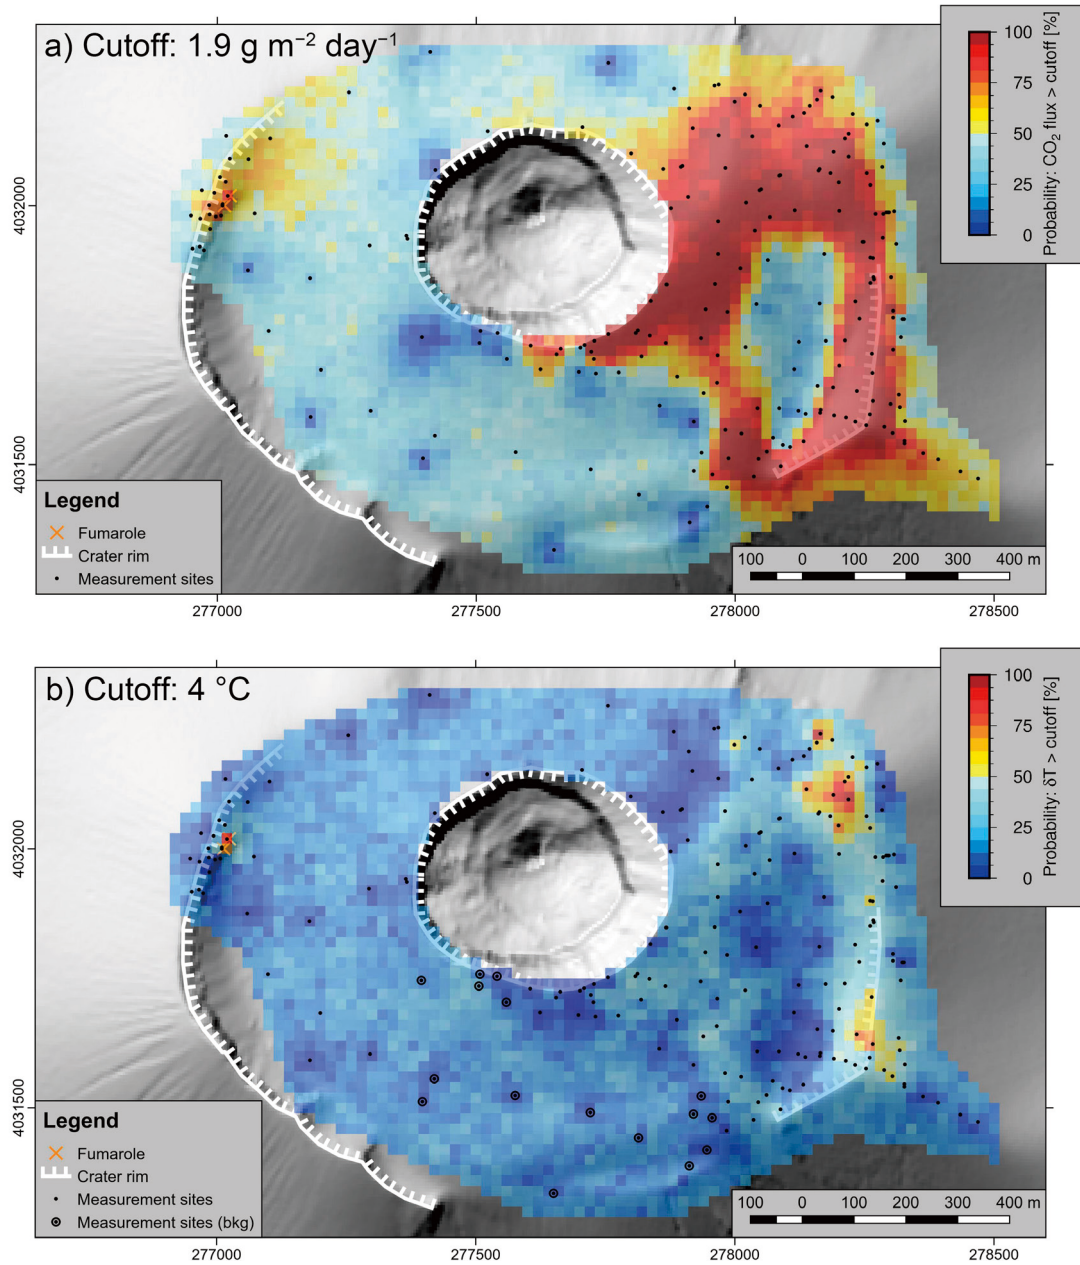 a) Cutoff: 1.9 g m⁻² day⁻¹
100
75
50
25
0
Probability: CO₂ flux > cutoff [%]
4032000
4031500
Legend
Fumarole
Crater rim
Measurement sites
100 0 100 200 300 400 m
277000 277500 278000 278500
b) Cutoff: 4 °C
100
75
50
25
0
Probability: δT > cutoff [%]
4032000
4031500
Legend
Fumarole
Crater rim
Measurement sites
Measurement sites (bkg)
100 0 100 200 300 400 m
277000 277500 278000 278500